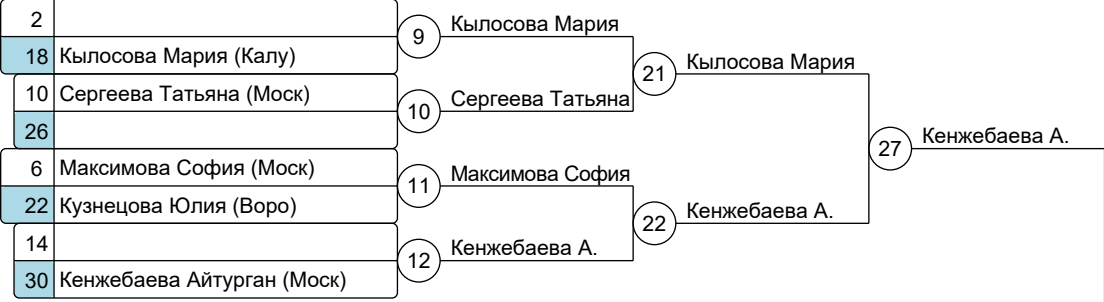 2
18 Кылосова Мария (Калу)
10 Сергеева Татьяна (Моск)
26
6 Максимова София (Моск)
22 Кузнецова Юлия (Воро)
14
30 Кенжебаева Айтурган (Моск)
9 Кылосова Мария
10 Сергеева Татьяна
11 Максимова София
12 Кенжебаева А.
21 Кылосова Мария
22 Кенжебаева А.
27 Кенжебаева А.